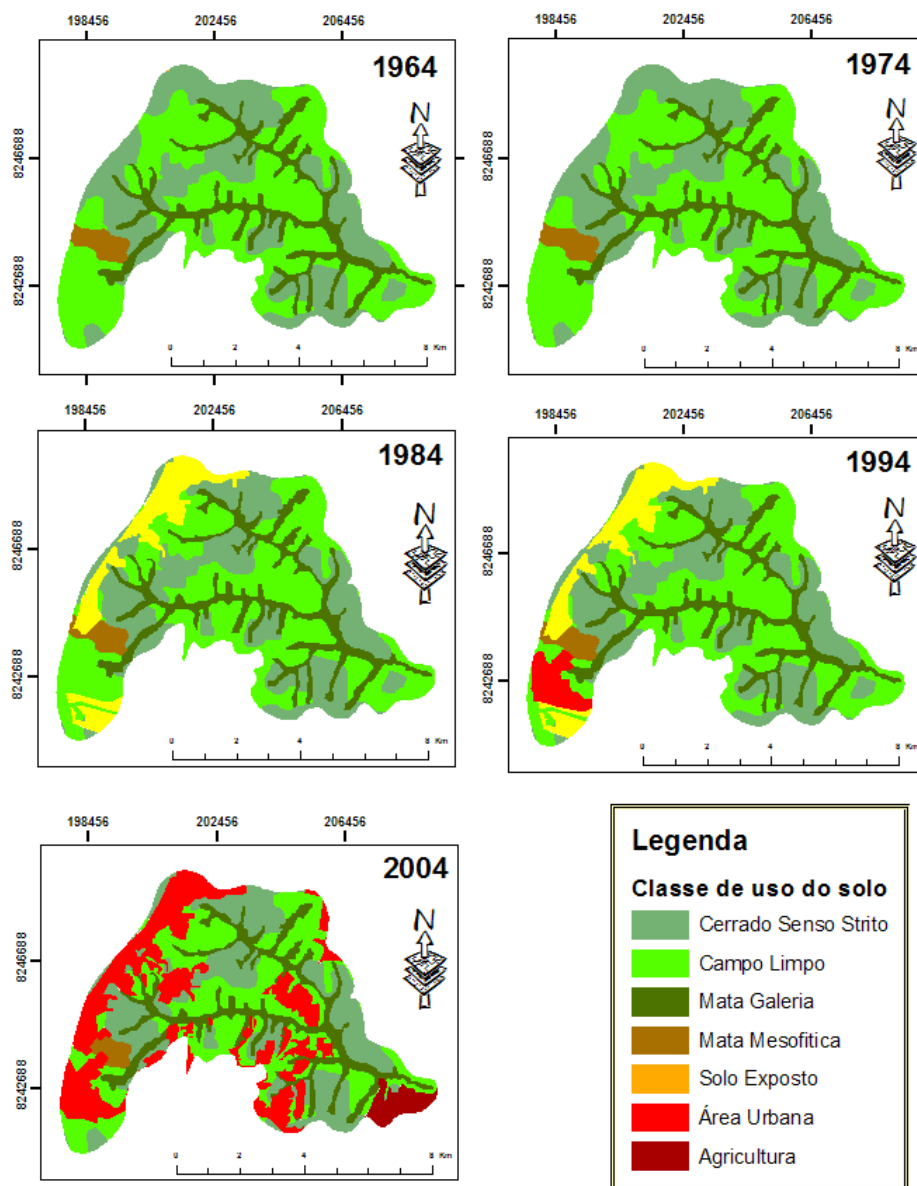 198456 202456 206456
198456 202456 206456
1964
1974
N
N
8246688
8246688
8242688
8242688
0 2 4 8 Km
0 2 4 8 Km
198456 202456 206456
198456 202456 206456
1984
1994
N
N
8246688
8246688
8242688
8242688
0 2 4 8 Km
0 2 4 8 Km
198456 202456 206456
2004
N
8246688
8242688
0 2 4 8 Km
Legenda
Classe de uso do solo
Cerrado Senso Strito
Campo Limpo
Mata Galeria
Mata Mesofitica
Solo Exposto
Área Urbana
Agricultura